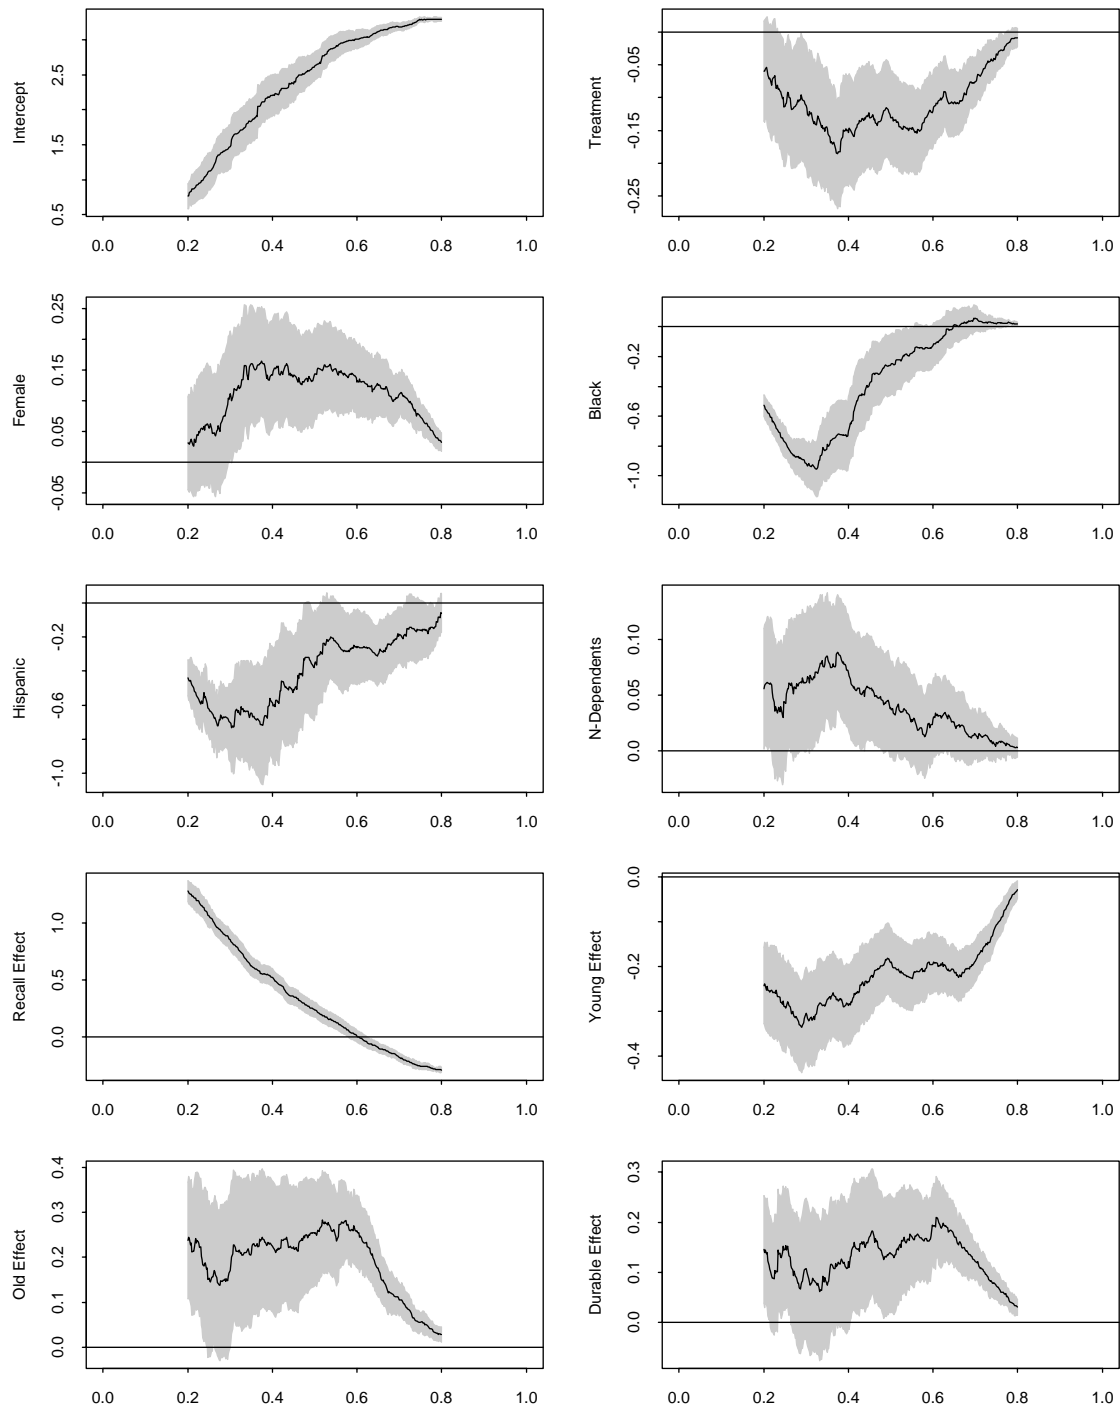 Intercept
0.5 1.5 2.5
0.0 0.2 0.4 0.6 0.8 1.0
Treatment
-0.25 -0.15 -0.05
0.0 0.2 0.4 0.6 0.8 1.0
Female
-0.05 0.05 0.15 0.25
0.0 0.2 0.4 0.6 0.8 1.0
Black
-1.0 -0.6 -0.2
0.0 0.2 0.4 0.6 0.8 1.0
Hispanic
-1.0 -0.6 -0.2
0.0 0.2 0.4 0.6 0.8 1.0
N-Dependents
0.0 0.05 0.10
0.0 0.2 0.4 0.6 0.8 1.0
Recall Effect
0.0 0.5 1.0
0.0 0.2 0.4 0.6 0.8 1.0
Young Effect
-0.4 -0.2 0.0
0.0 0.2 0.4 0.6 0.8 1.0
Old Effect
0.0 0.1 0.2 0.3 0.4
0.0 0.2 0.4 0.6 0.8 1.0
Durable Effect
0.0 0.1 0.2 0.3
0.0 0.2 0.4 0.6 0.8 1.0